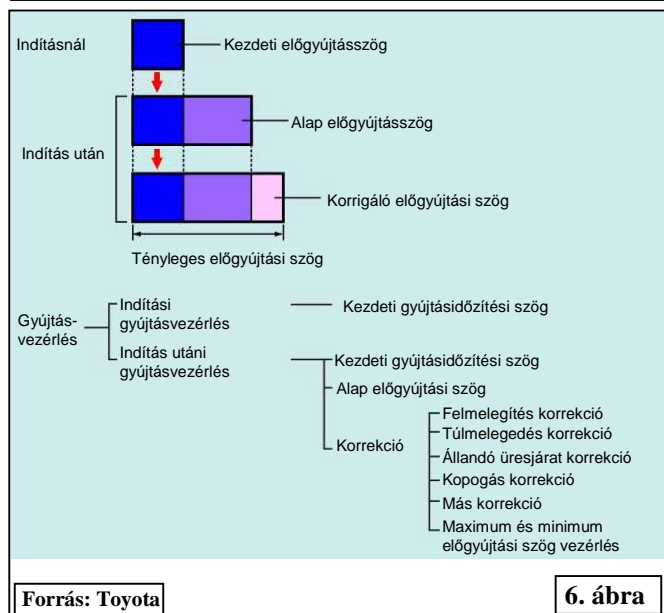 Indításnál
Kezdeti előgyújtásszög
Alap előgyújtásszög
Indítás után
Korrigáló előgyújtási szög
Tényleges előgyújtási szög
Gyújtás-
vezérlés
Indítási
gyújtásvezérlés
Kezdeti gyújtásidőzítési szög
Indítás utáni
gyújtásvezérlés
Kezdeti gyújtásidőzítési szög
Alap előgyújtási szög
Korrekció
Felmelegítés korrekció
Túlmelegedés korrekció
Állandó üresjárat korrekció
Kopogás korrekció
Más korrekció
Maximum és minimum
előgyújtási szög vezérlés
Forrás: Toyota
6. ábra